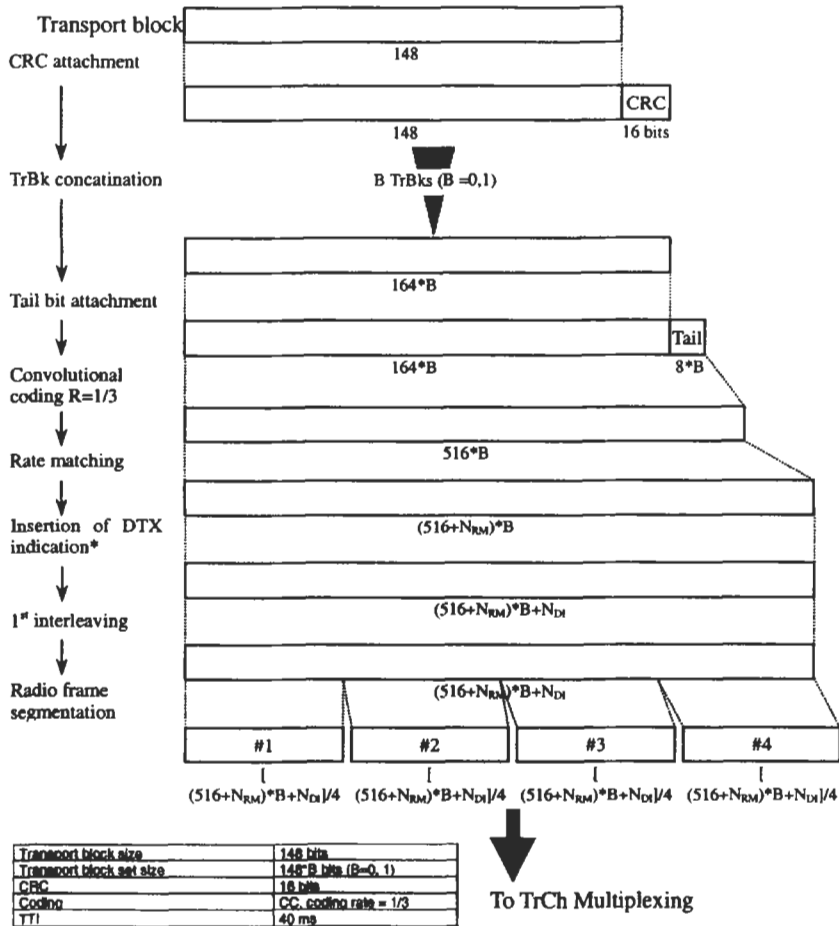 Transport block
148
CRC attachment
CRC
148
16 bits
TrBk concatination
B TrBks (B =0,1)
164*B
Tail bit attachment
Tail
164*B
8*B
Convolutional
coding R=1/3
516*B
Rate matching
(516+NRM)*B
Insertion of DTX
indication*
(516+NRM)*B+NDI
1st interleaving
(516+NRM)*B+NDI
Radio frame
segmentation
#1 #2 #3 #4
[ [ [ [
(516+NRM)*B+NDI]/4 (516+NRM)*B+NDI]/4 (516+NRM)*B+NDI]/4 (516+NRM)*B+NDI]/4
Transport block size 148 bits
Transport block set size 148*B bits (B=0, 1)
CRC 16 bits
Coding CC, coding rate = 1/3
TTI 40 ms
To TrCh Multiplexing